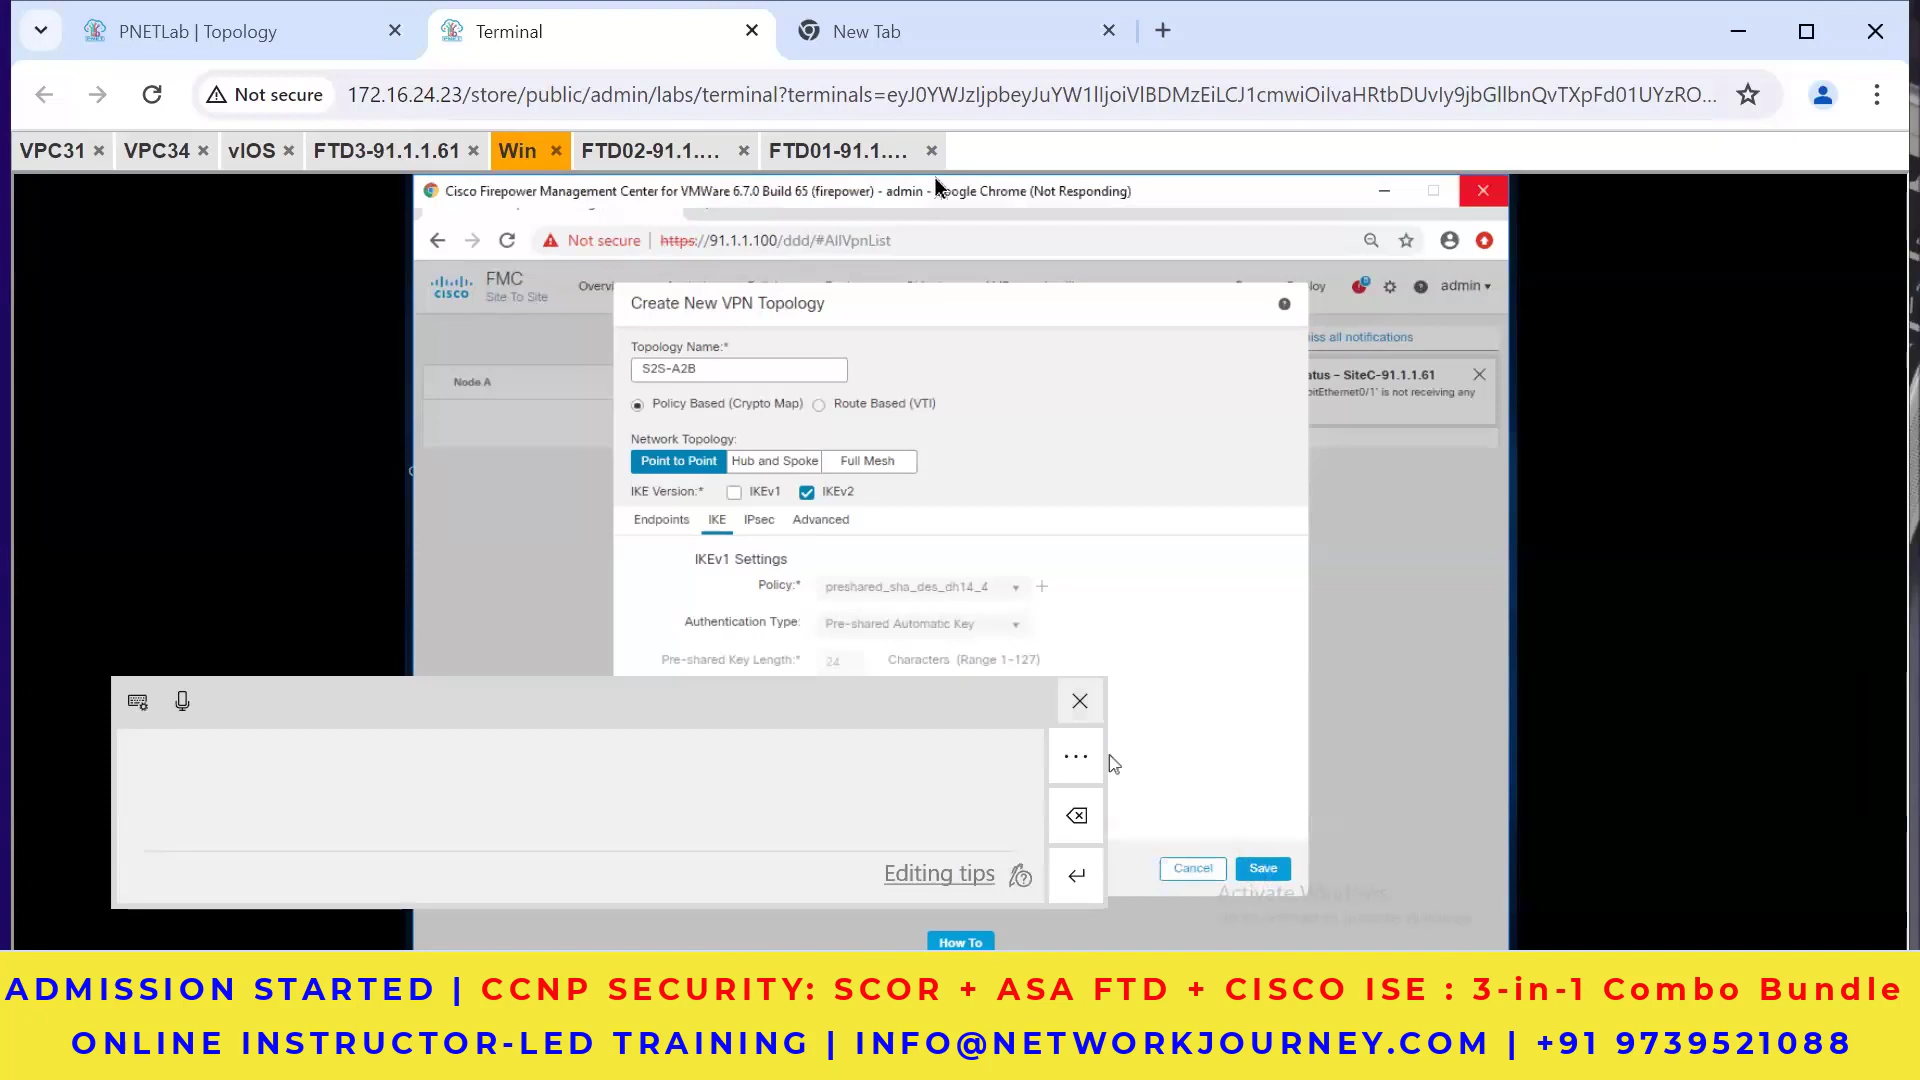 PNETLab | Topology
Terminal
New Tab
Not secure
172.16.24.23/store/public/admin/labs/terminal?terminals=
VPC31
VPC34
vIOS
FTD3-91.1.1.61
Win
FTD02-91.1....
FTD01-91.1....
Cisco Firepower Management Center for VMWare 6.7.0 Build 65 (firepower) - admin - Google Chrome (Not Responding)
Not secure
https://91.1.1.100/ddd/#AllVpnList
CISCO
FMC
Site To Site
admin
Create New VPN Topology
Topology Name:*
S2S-A2B
Policy Based (Crypto Map)
Route Based (VTI)
Network Topology:
Point to Point
Hub and Spoke
Full Mesh
IKE Version:*
IKEv1
IKEv2
Endpoints
IKE
IPsec
Advanced
IKEv1 Settings
Policy:*
preshared_sha_des_dh14_4
Authentication Type:
Pre-shared Automatic Key
Pre-shared Key Length:*
24
Characters (Range 1-127)
Node A
all notifications
SiteC-91.1.1.61
is not receiving any
Editing tips
Cancel
Save
How To
ADMISSION STARTED | CCNP SECURITY: SCOR + ASA FTD + CISCO ISE : 3-in-1 Combo Bundle
ONLINE INSTRUCTOR-LED TRAINING | INFO@NETWORKJOURNEY.COM | +91 9739521088